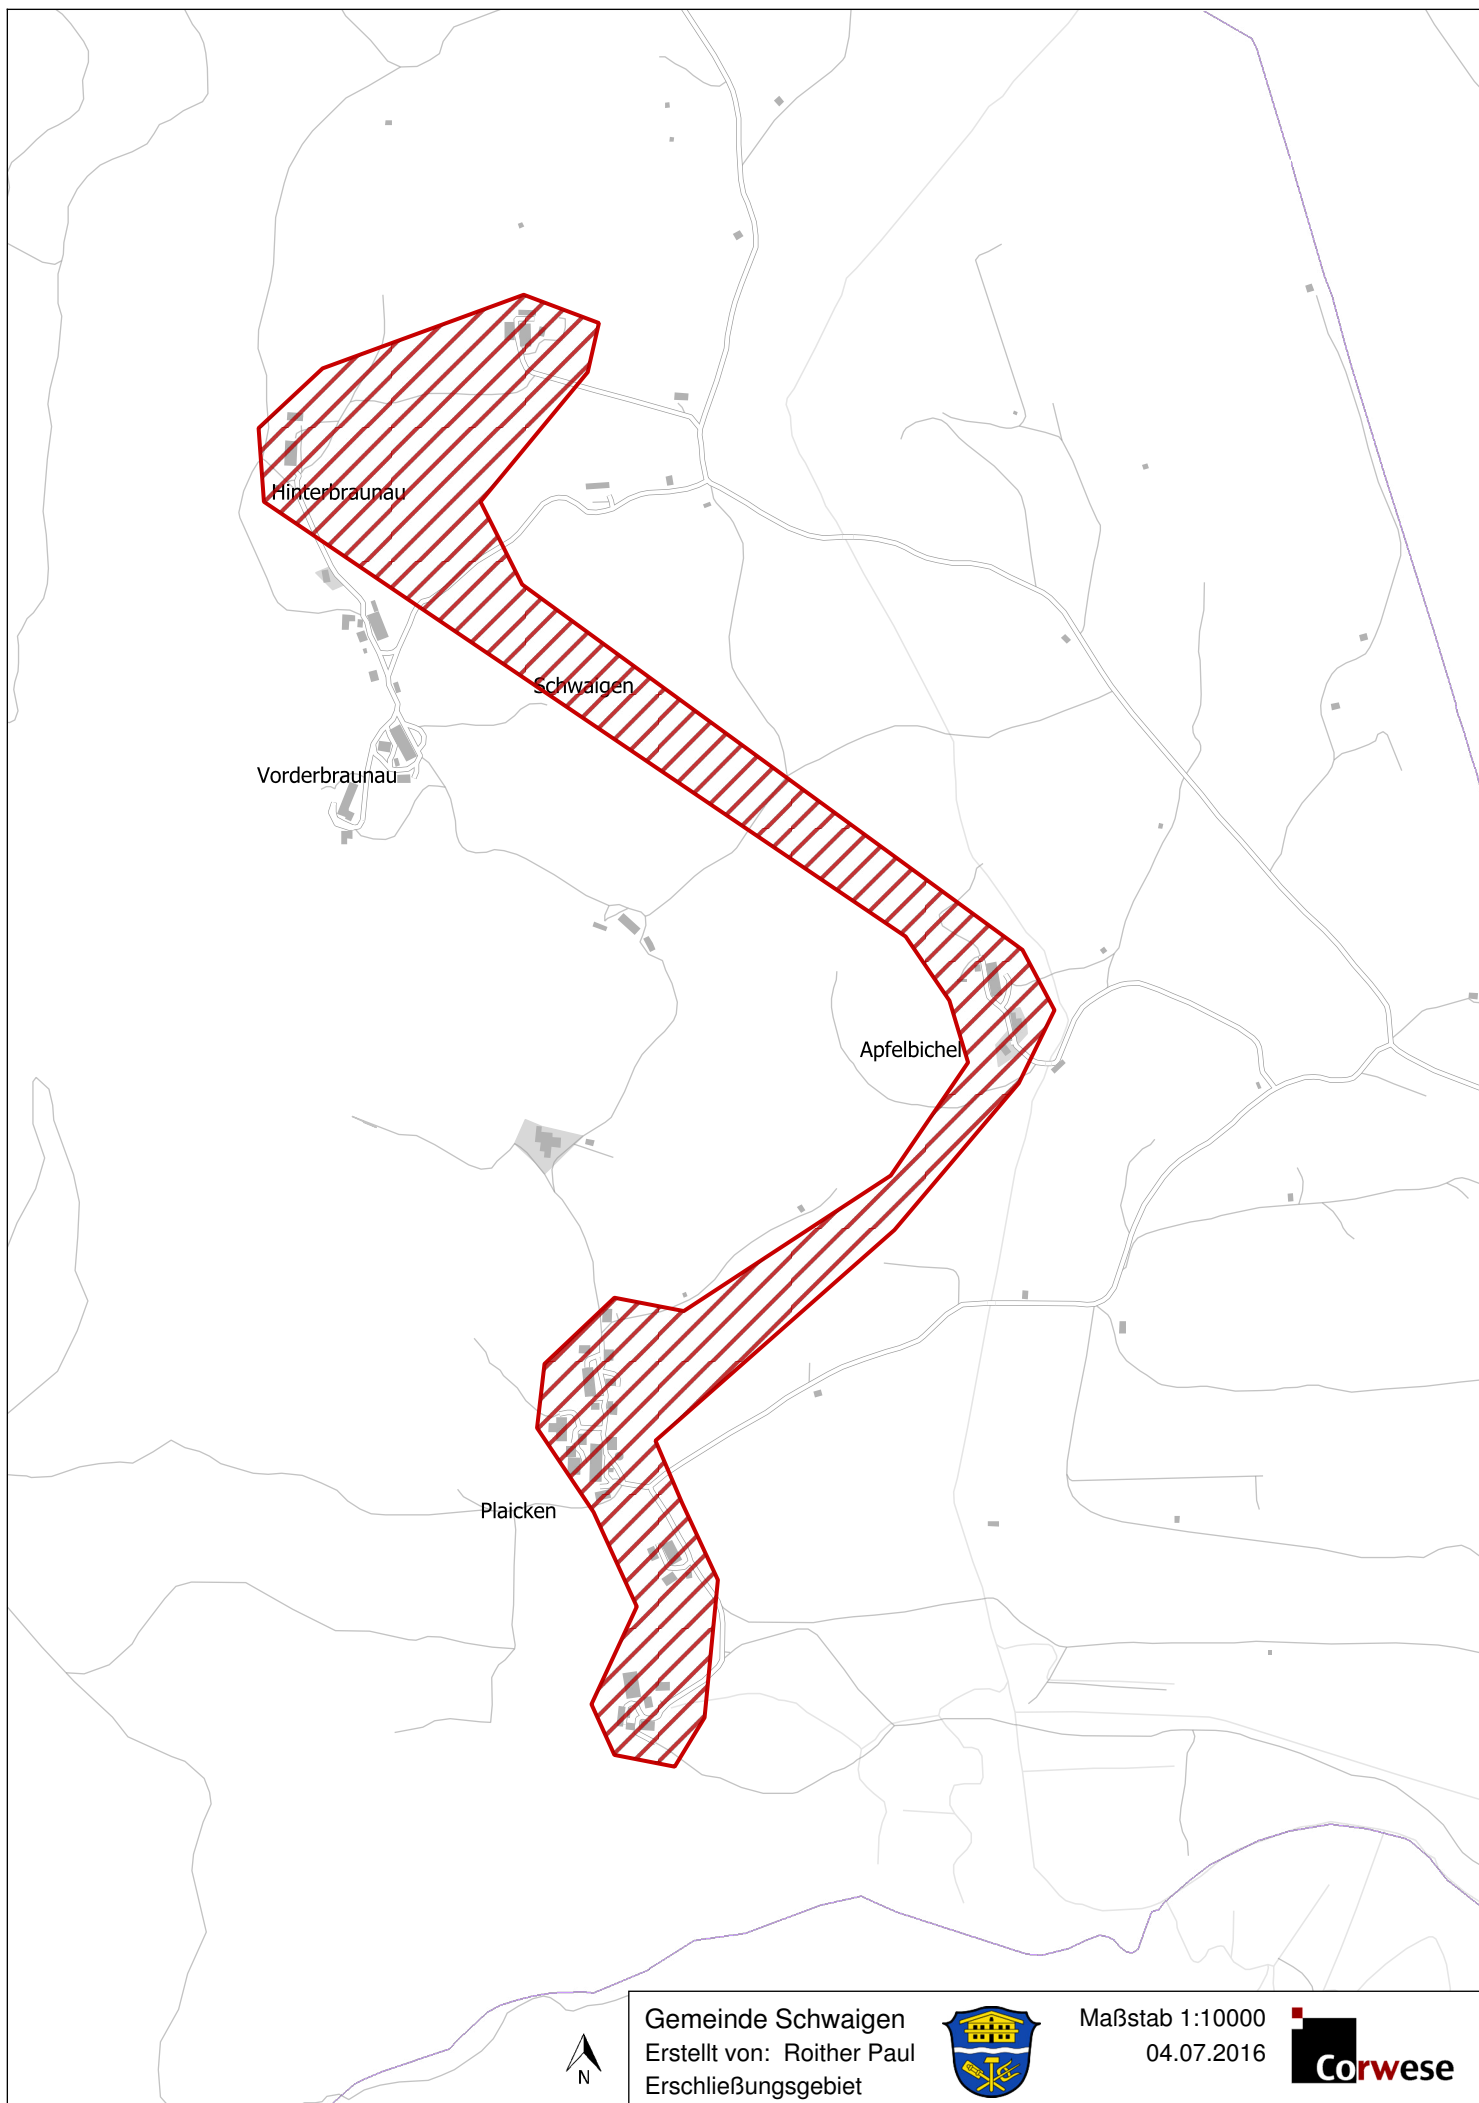 Hinterbraunau
Schwaigen
Vorderbraunau
Apfelbichel
Plaicken
N
Gemeinde Schwaigen
Erstellt von: Roither Paul
Erschließungsgebiet
Maßstab 1:10000
04.07.2016
Corwese